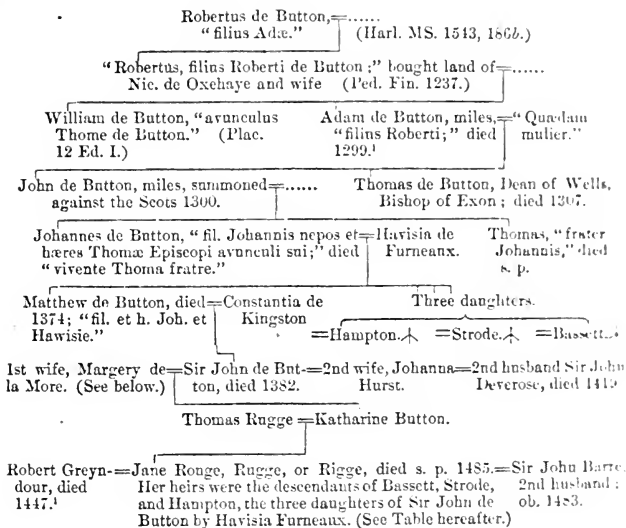 Robertus de Button,=......
"filius Adæ." (Harl. MS. 1543, 186b.)
"Robertus, filius Roberti de Button;" bought land of=......
Nic. de Oxehaye and wife (Ped. Fin. 1237.)
William de Button, "avunculus Adam de Button, miles,="Quædam
Thome de Button." (Plac. "filius Roberti;" died mulier."
12 Ed. I.) 1299.¹
John de Button, miles, summoned=...... Thomas de Button, Dean of Wells,
against the Scots 1300. Bishop of Exon; died 1307.
Johannes de Button, "fil. Johannis nepos et=Havisia de Thomas, "frater
hæres Thomæ Episcopi avunculi sui;" died Furneaux. Johannis," died
"vivente Thoma fratre." s. p.
Matthew de Button, died=Constantia de Three daughters.
1374; "fil. et h. Joh. et Kingston
Hawisie." =Hampton. =Strode. =Bassett.
1st wife, Margery de=Sir John de But-=2nd wife, Johanna=2nd husband Sir John
la More. (See below.) ton, died 1382. Hurst. Deverose, died 1419
Thomas Rugge=Katharine Button.
Robert Greyn-=Jane Rouge, Rugge, or Rigge, died s. p. 1485.=Sir John Barre,
dour, died Her heirs were the descendants of Bassett, Strode, 2nd husband;
1447.¹ and Hampton, the three daughters of Sir John de ob. 1483.
Button by Havisia Furneaux. (See Table hereafter.)